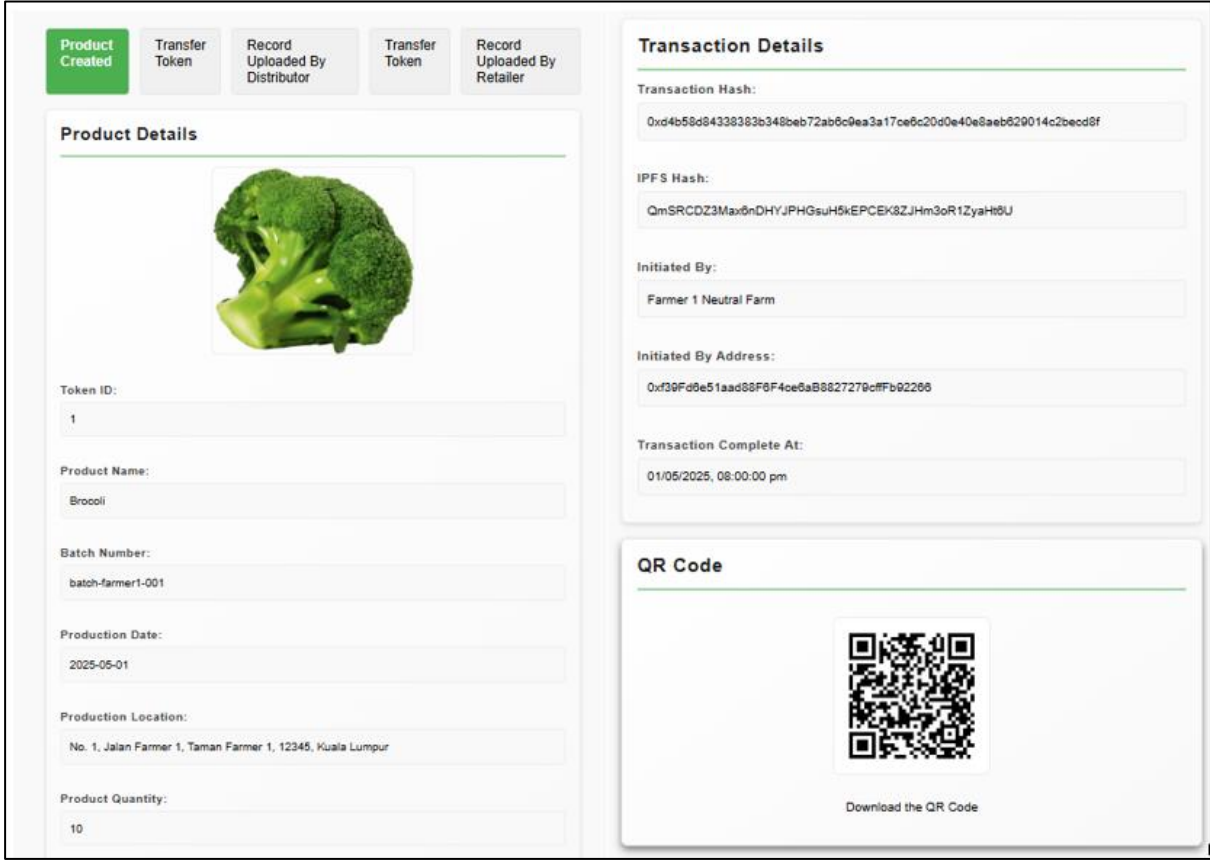 Product Created
Transfer Token
Record Uploaded By Distributor
Transfer Token
Record Uploaded By Retailer
Product Details
Token ID:
1
Product Name:
Brocoli
Batch Number:
batch-farmer1-001
Production Date:
2025-05-01
Production Location:
No. 1, Jalan Farmer 1, Taman Farmer 1, 12345, Kuala Lumpur
Product Quantity:
10
Transaction Details
Transaction Hash:
0xd4b58d84338383b348beb72ab6c9ea3a17ce6c20d0e40e8aeb629014c2becd8f
IPFS Hash:
QmSRCDZ3Max6nDHYJPHGsuH5kEPCEK8ZJHm3oR1ZyaHt6U
Initiated By:
Farmer 1 Neutral Farm
Initiated By Address:
0xf39Fd6e51aad88F6F4ce6aB8827279cffFb92266
Transaction Complete At:
01/05/2025, 08:00:00 pm
QR Code
Download the QR Code